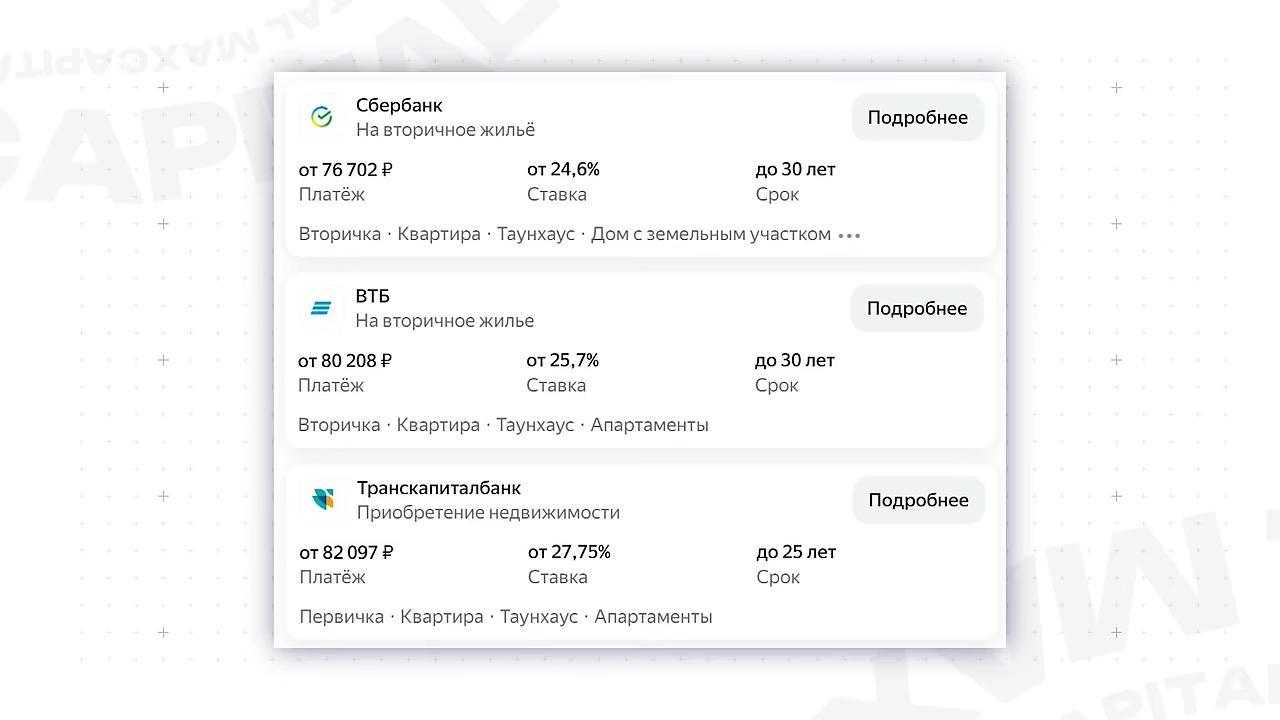 MAXCAPITAL
CAPITAL
Сбербанк
На вторичное жильё
Подробнее
от 76 702 ₽
от 24,6%
до 30 лет
Платёж
Ставка
Срок
Вторичка · Квартира · Таунхаус · Дом с земельным участком •••
ВТБ
На вторичное жилье
Подробнее
от 80 208 ₽
от 25,7%
до 30 лет
Платёж
Ставка
Срок
Вторичка · Квартира · Таунхаус · Апартаменты
Транскапиталбанк
Приобретение недвижимости
Подробнее
от 82 097 ₽
от 27,75%
до 25 лет
Платёж
Ставка
Срок
Первичка · Квартира · Таунхаус · Апартаменты